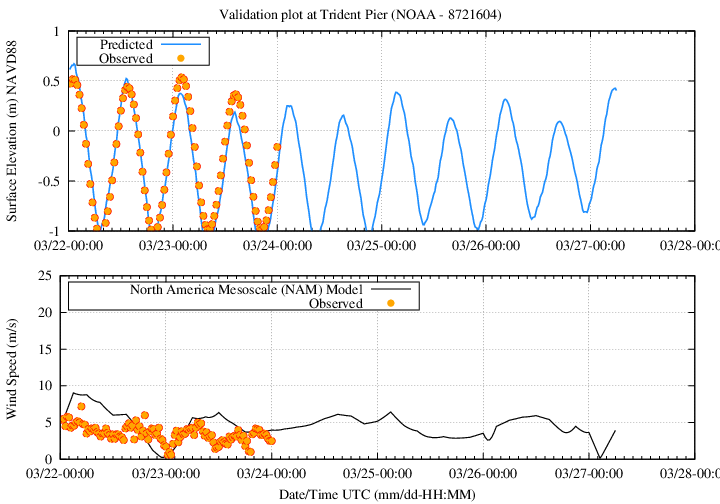 Validation plot at Trident Pier (NOAA - 8721604)
Surface Elevation (m) NAVD88
Predicted
Observed
1
0.5
0
-0.5
-1
03/22-00:00 03/23-00:00 03/24-00:00 03/25-00:00 03/26-00:00 03/27-00:00 03/28-00:00
Wind Speed (m/s)
North America Mesoscale (NAM) Model
Observed
25
20
15
10
5
0
03/22-00:00 03/23-00:00 03/24-00:00 03/25-00:00 03/26-00:00 03/27-00:00 03/28-00:00
Date/Time UTC (mm/dd-HH:MM)